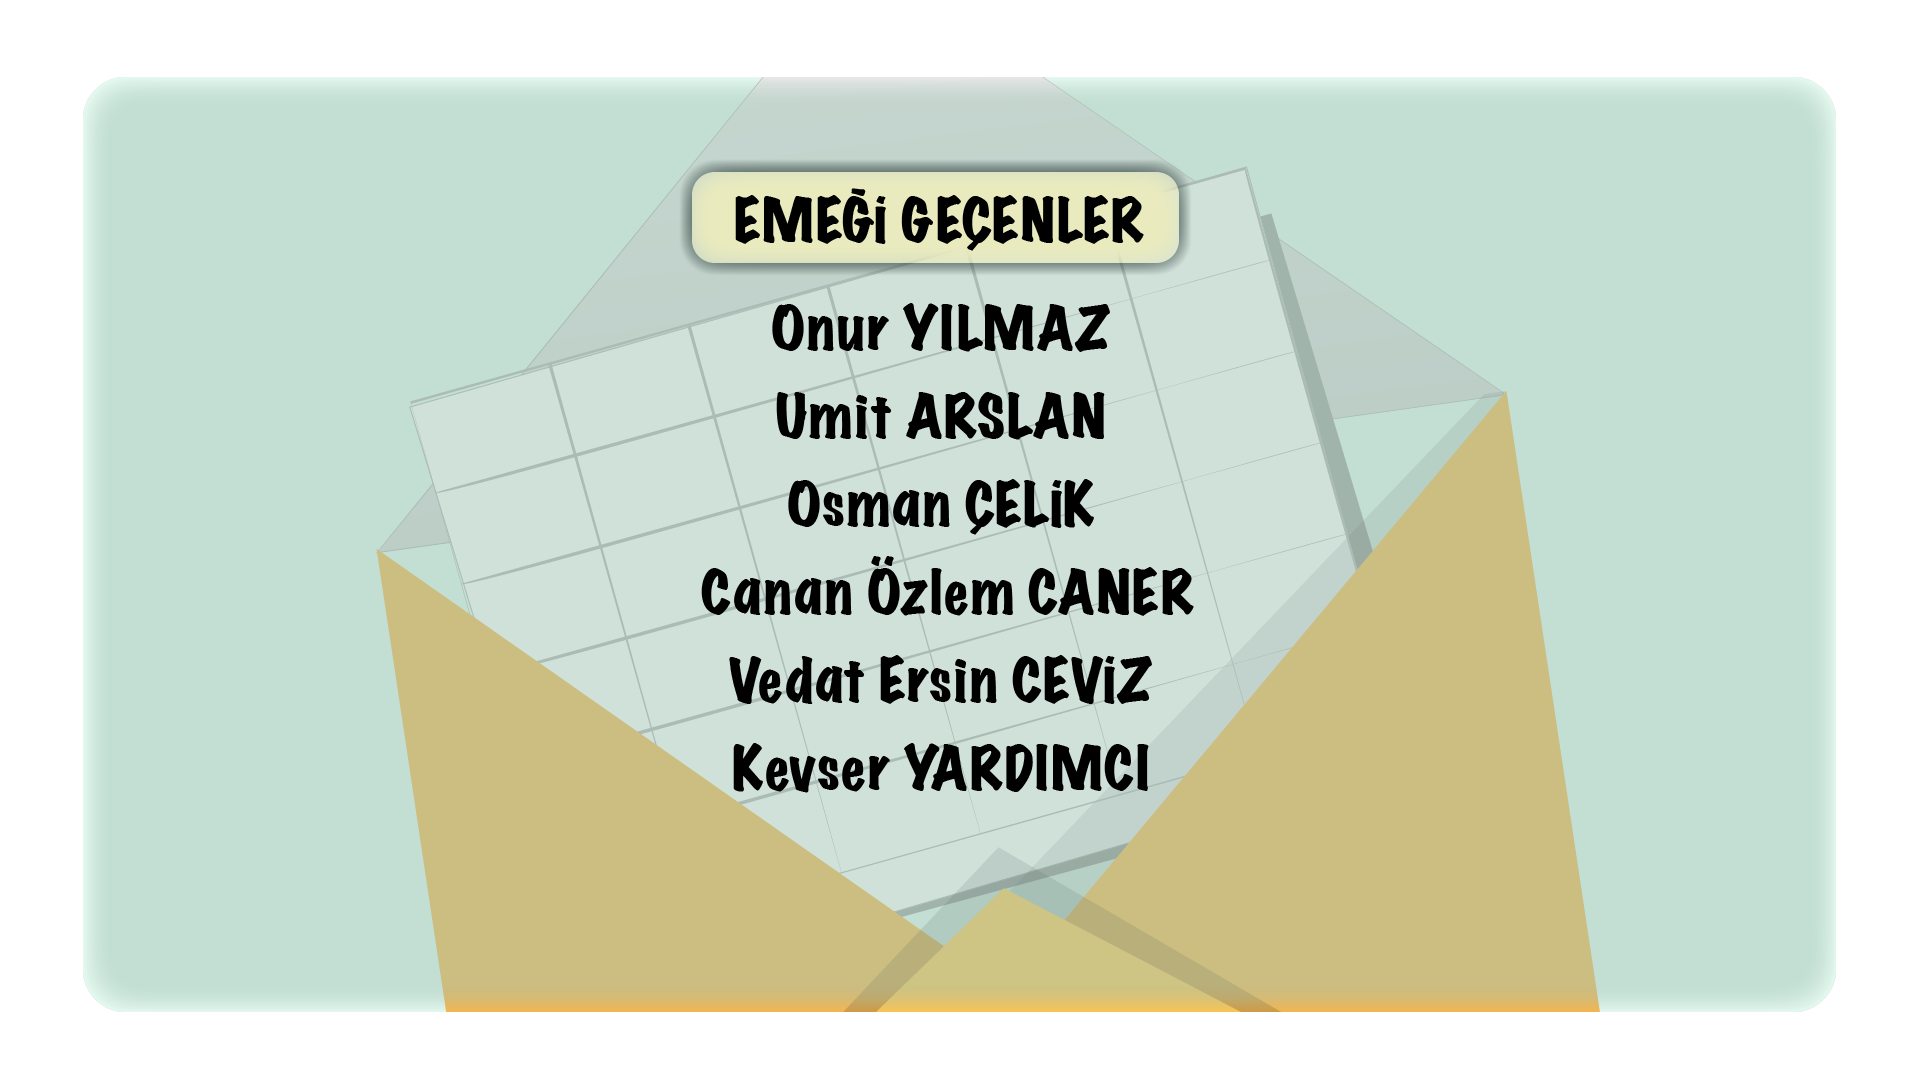 EMEĞİ GEÇENLER
Onur YILMAZ
Umit ARSLAN
Osman ÇELİK
Canan Özlem CANER
Vedat Ersin CEVİZ
Kevser YARDIMCI